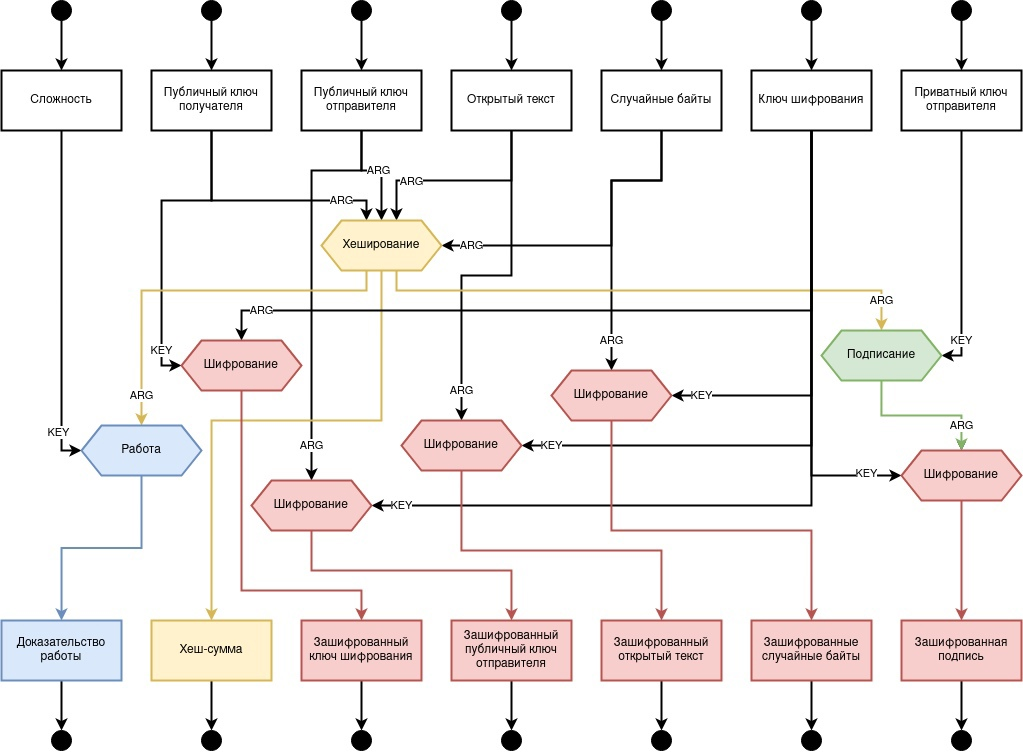 Сложность
Публичный ключ
получателя
Публичный ключ
отправителя
Открытый текст
Случайные байты
Ключ шифрования
Приватный ключ
отправителя
ARG
ARG
ARG
Хеширование
ARG
ARG
ARG
KEY
Шифрование
ARG
Подписание
KEY
ARG
KEY
Работа
ARG
Шифрование
KEY
ARG
Шифрование
KEY
ARG
Шифрование
KEY
ARG
KEY
Шифрование
Доказательство
работы
Хеш-сумма
Зашифрованный
ключ шифрования
Зашифрованный
публичный ключ
отправителя
Зашифрованный
открытый текст
Зашифрованные
случайные байты
Зашифрованная
подпись